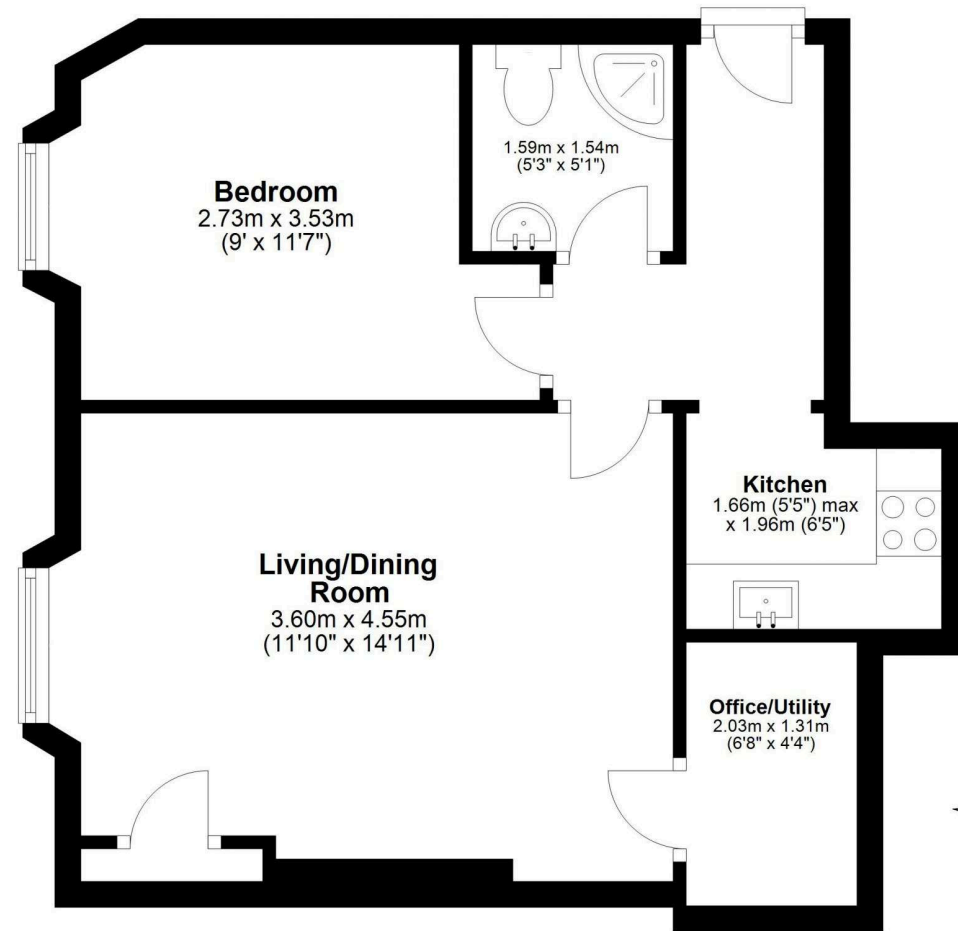 Bedroom
2.73m x 3.53m
(9' x 11'7")
1.59m x 1.54m
(5'3" x 5'1")
Kitchen
1.66m (5'5") max
x 1.96m (6'5")
Living/Dining
Room
3.60m x 4.55m
(11'10" x 14'11")
Office/Utility
2.03m x 1.31m
(6'8" x 4'4")